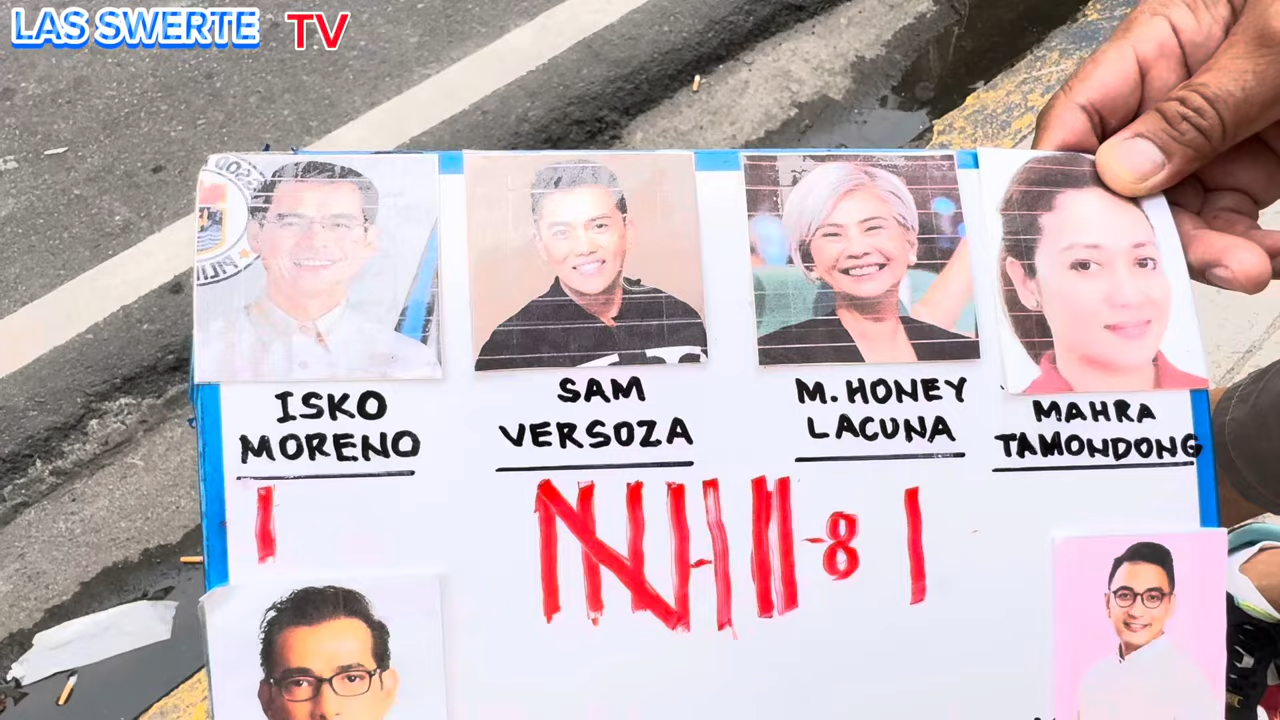 LAS SWERTE TV
ISKO
MORENO
SAM
VERSOZA
M. HONEY
LACUNA
MAHRA
TAMONDONG
-8